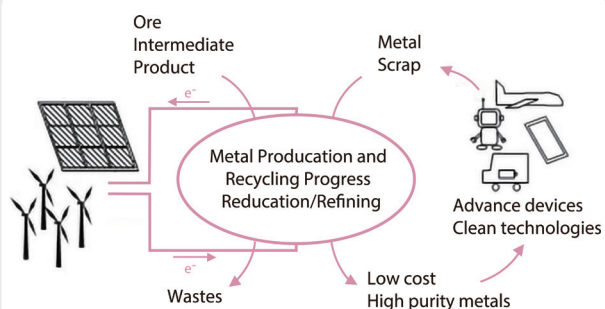 Ore
Intermediate
Product
Metal
Scrap
e⁻
Metal Producation and
Recycling Progress
Reducation/Refining
Advance devices
Clean technologies
e⁻
Wastes
Low cost
High purity metals